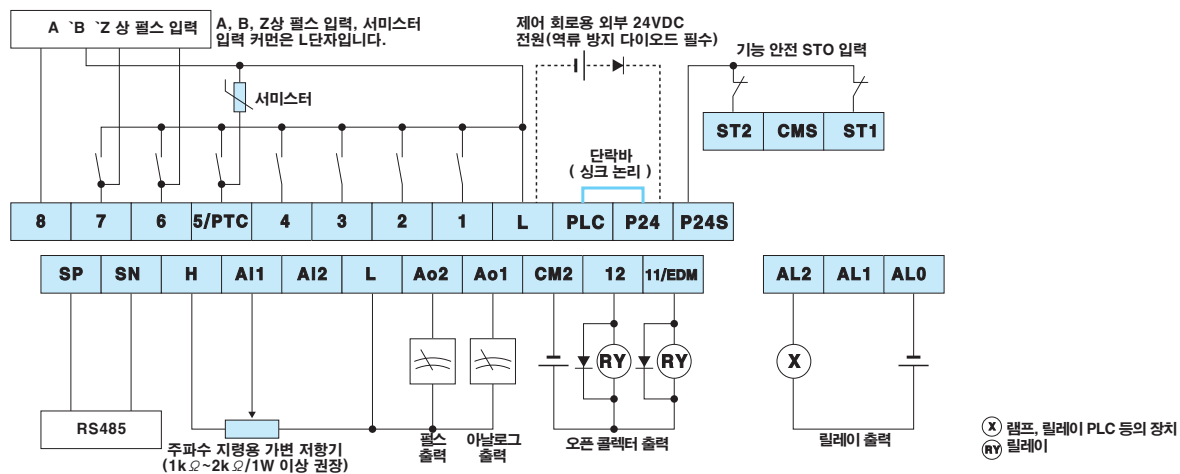 A `B `Z 상 펄스 입력
A, B, Z상 펄스 입력, 서미스터
입력 커먼은 L단자입니다.
제어 회로용 외부 24VDC
전원(역류 방지 다이오드 필수)
기능 안전 STO 입력
서미스터
ST2 CMS ST1
단락바
( 싱크 논리 )
8 7 6 5/PTC 4 3 2 1 L PLC P24 P24S
SP SN H AI1 AI2 L Ao2 Ao1 CM2 12 11/EDM
AL2 AL1 AL0
RY RY
X
RS485
주파수 지령용 가변 저항기
(1kΩ~2kΩ/1W 이상 권장)
펄스
출력
아날로그
출력
오픈 콜렉터 출력
릴레이 출력
X 램프, 릴레이 PLC 등의 장치
RY 릴레이